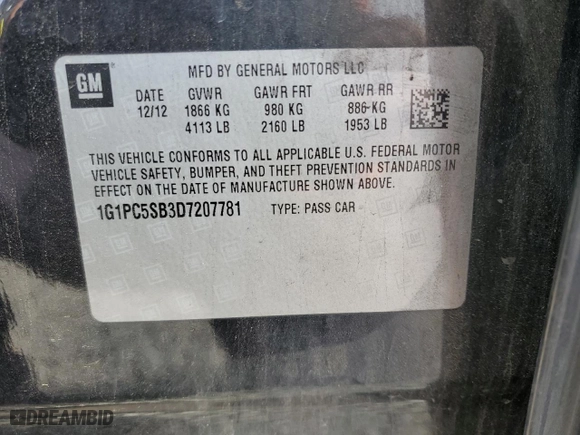 GM
MFD BY GENERAL MOTORS LLC
DATE GVWR GAWR FRT GAWR RR
12/12 1866 KG 980 KG 886 KG
4113 LB 2160 LB 1953 LB
THIS VEHICLE CONFORMS TO ALL APPLICABLE U.S. FEDERAL MOTOR
VEHICLE SAFETY, BUMPER, AND THEFT PREVENTION STANDARDS IN
EFFECT ON THE DATE OF MANUFACTURE SHOWN ABOVE.
1G1PC5SB3D7207781 TYPE: PASS CAR
DREAMBID